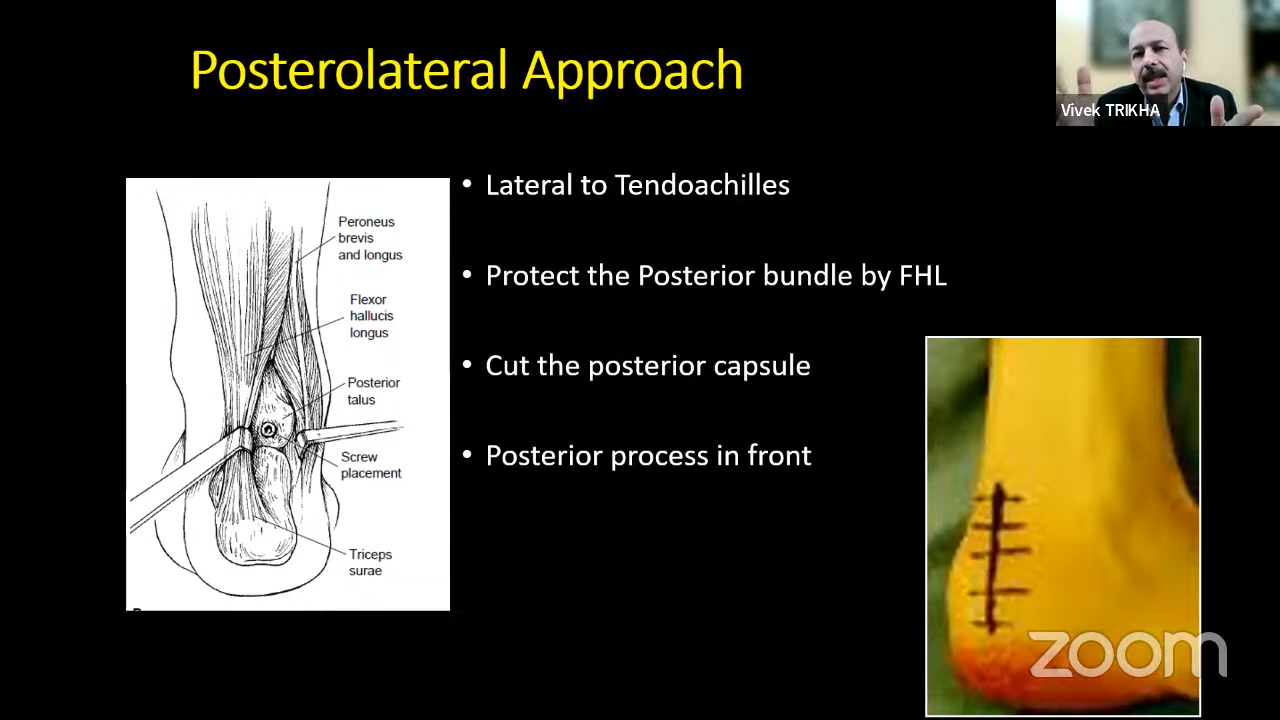 Posterolateral Approach
Vivek TRIKHA
Peroneus
brevis
and longus
Flexor
hallucis
longus
Posterior
talus
Screw
placement
Triceps
surae
• Lateral to Tendoachilles
• Protect the Posterior bundle by FHL
• Cut the posterior capsule
• Posterior process in front
zoom